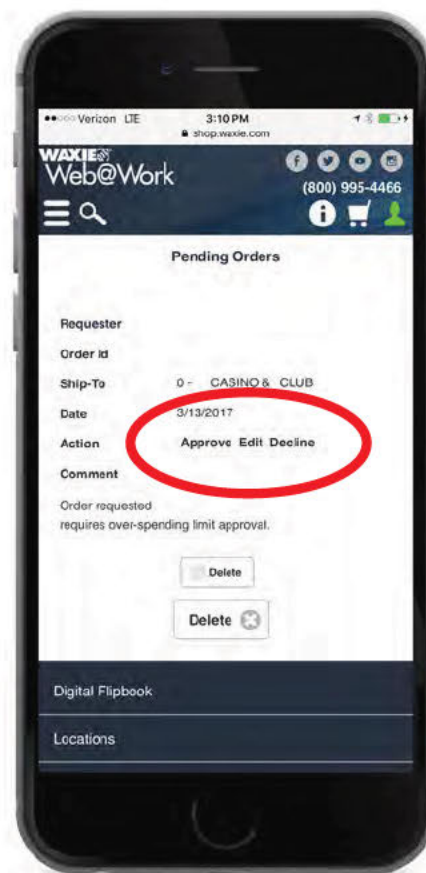 Verizon LTE 3:10 PM
shop.waxie.com
WAXIE
Web@Work
(800) 995-4466
Pending Orders
Requester
Order Id
Ship-To 0 - CASINO & CLUB
Date 3/13/2017
Action Approve Edit Decline
Comment
Order requested
requires over-spending limit approval.
Delete
Delete
Digital Flipbook
Locations